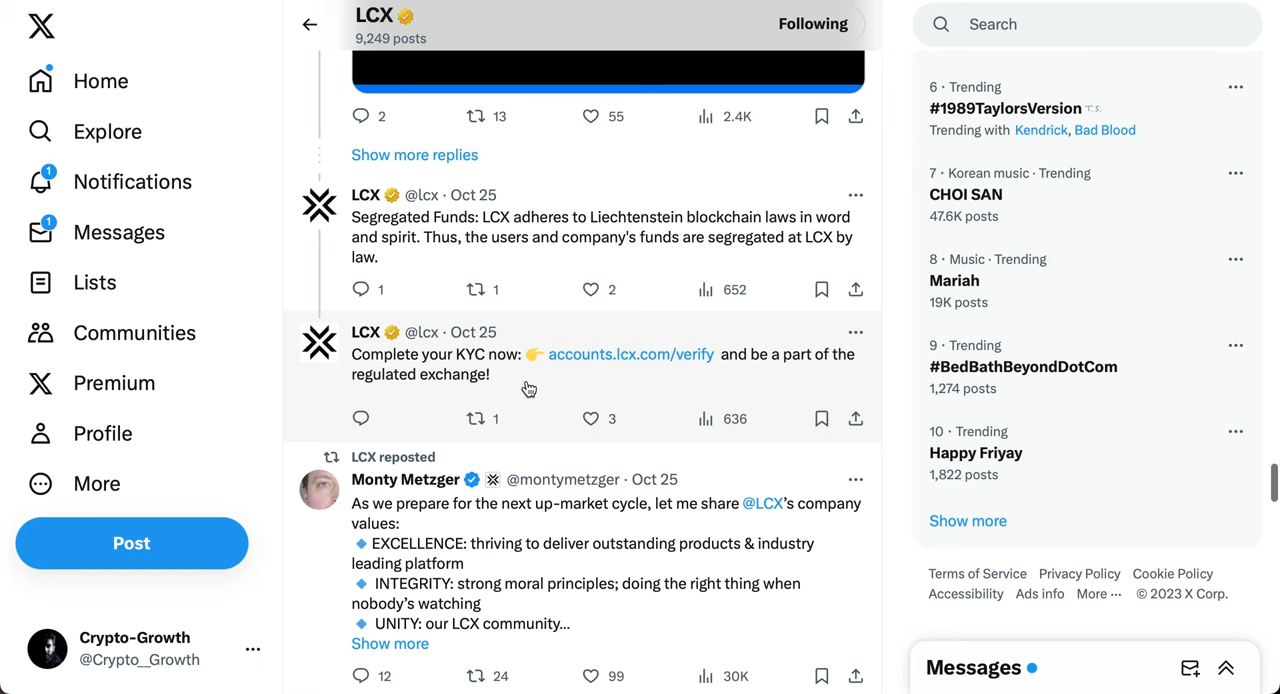 Home
Explore
1
Notifications
1
Messages
Lists
Communities
Premium
Profile
More
Post
Crypto-Growth
@Crypto__Growth
LCX
9,249 posts
Following
2 13 55 2.4K
Show more replies
LCX @lcx · Oct 25
Segregated Funds: LCX adheres to Liechtenstein blockchain laws in word
and spirit. Thus, the users and company's funds are segregated at LCX by
law.
1 1 2 652
LCX @lcx · Oct 25
Complete your KYC now: 👉 accounts.lcx.com/verify and be a part of the
regulated exchange!
1 3 636
LCX reposted
Monty Metzger @montymetzger · Oct 25
As we prepare for the next up-market cycle, let me share @LCX's company
values:
🔹 EXCELLENCE: thriving to deliver outstanding products & industry
leading platform
🔹 INTEGRITY: strong moral principles; doing the right thing when
nobody's watching
🔹 UNITY: our LCX community...
Show more
12 24 99 30K
Search
6 · Trending
#1989TaylorsVersion T.S.
Trending with Kendrick, Bad Blood
7 · Korean music · Trending
CHOI SAN
47.6K posts
8 · Music · Trending
Mariah
19K posts
9 · Trending
#BedBathBeyondDotCom
1,274 posts
10 · Trending
Happy Friyay
1,822 posts
Show more
Terms of Service Privacy Policy Cookie Policy
Accessibility Ads info More ··· © 2023 X Corp.
Messages